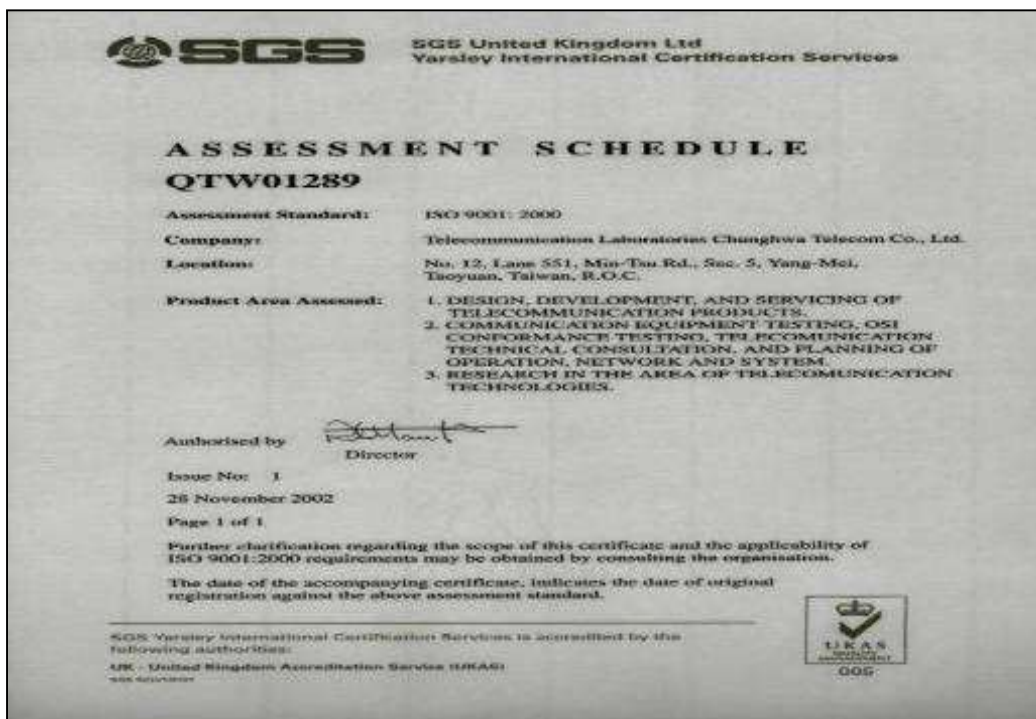 SGS
SGS United Kingdom Ltd
Yarsley International Certification Services
ASSESSMENT SCHEDULE
QTW01289
Assessment Standard: ISO 9001: 2000
Company: Telecommunication Laboratories Chunghwa Telecom Co., Ltd.
Location: No. 12, Lane 551, Min-Tsu Rd., Sec. 5, Yang-Mei,
Taoyuan, Taiwan, R.O.C.
Product Area Assessed: 1. DESIGN, DEVELOPMENT, AND SERVICING OF
TELECOMMUNICATION PRODUCTS.
2. COMMUNICATION EQUIPMENT TESTING, OSI
CONFORMANCE TESTING, TELECOMUNICATION
TECHNICAL CONSULTATION, AND PLANNING OF
OPERATION, NETWORK AND SYSTEM.
3. RESEARCH IN THE AREA OF TELECOMUNICATION
TECHNOLOGIES.
Authorised by
Director
Issue No: 1
26 November 2002
Page 1 of 1
Further clarification regarding the scope of this certificate and the applicability of
ISO 9001:2000 requirements may be obtained by consulting the organisation.
The date of the accompanying certificate, indicates the date of original
registration against the above assessment standard.
SGS Yarsley International Certification Services is accredited by the
following authorities:
UK - United Kingdom Accreditation Service (UKAS)
UKAS
QUALITY
MANAGEMENT
005